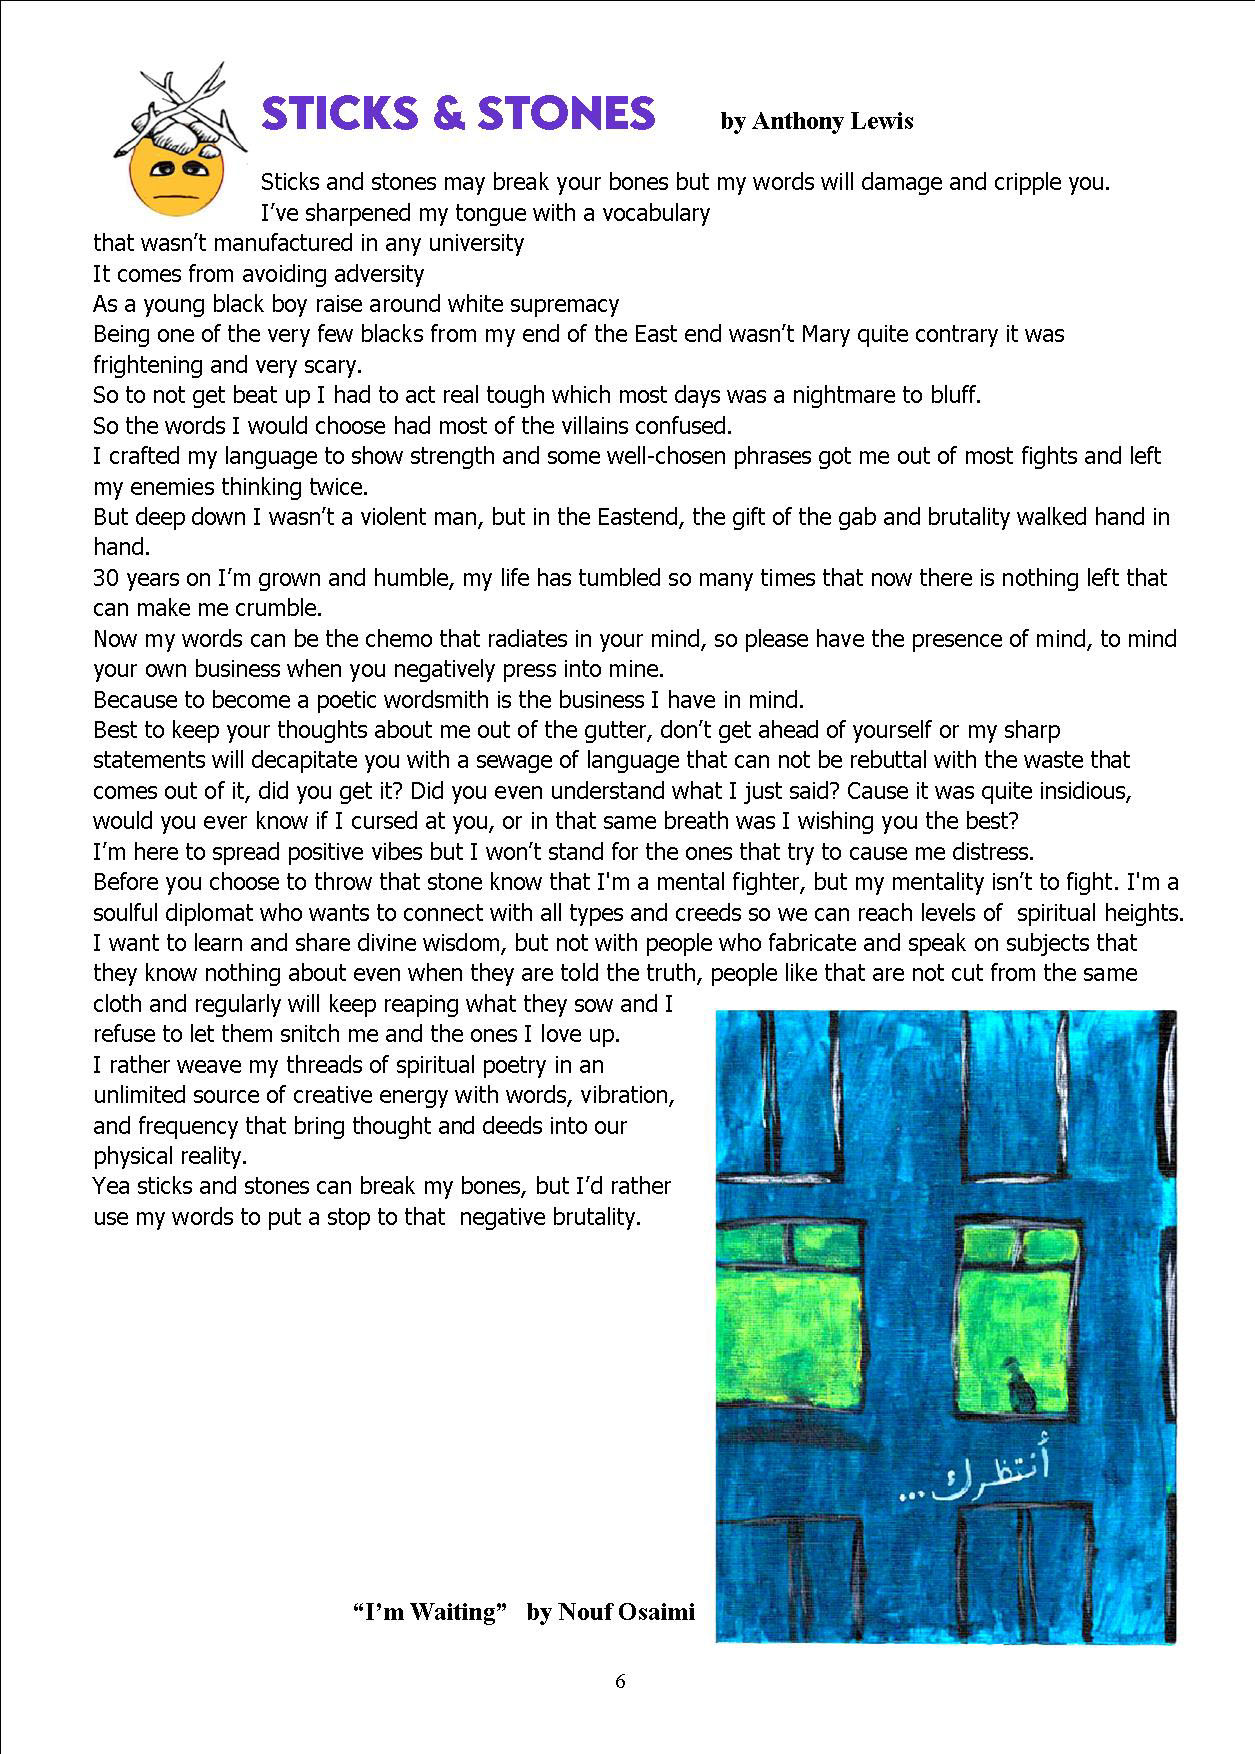 STICKS & STONES by Anthony Lewis
Sticks and stones may break your bones but my words will damage and cripple you.
I’ve sharpened my tongue with a vocabulary
that wasn’t manufactured in any university
It comes from avoiding adversity
As a young black boy raise around white supremacy
Being one of the very few blacks from my end of the East end wasn’t Mary quite contrary it was
frightening and very scary.
So to not get beat up I had to act real tough which most days was a nightmare to bluff.
So the words I would choose had most of the villains confused.
I crafted my language to show strength and some well-chosen phrases got me out of most fights and left
my enemies thinking twice.
But deep down I wasn’t a violent man, but in the Eastend, the gift of the gab and brutality walked hand in
hand.
30 years on I’m grown and humble, my life has tumbled so many times that now there is nothing left that
can make me crumble.
Now my words can be the chemo that radiates in your mind, so please have the presence of mind, to mind
your own business when you negatively press into mine.
Because to become a poetic wordsmith is the business I have in mind.
Best to keep your thoughts about me out of the gutter, don’t get ahead of yourself or my sharp
statements will decapitate you with a sewage of language that can not be rebuttal with the waste that
comes out of it, did you get it? Did you even understand what I just said? Cause it was quite insidious,
would you ever know if I cursed at you, or in that same breath was I wishing you the best?
I’m here to spread positive vibes but I won’t stand for the ones that try to cause me distress.
Before you choose to throw that stone know that I'm a mental fighter, but my mentality isn’t to fight. I'm a
soulful diplomat who wants to connect with all types and creeds so we can reach levels of  spiritual heights.
I want to learn and share divine wisdom, but not with people who fabricate and speak on subjects that
they know nothing about even when they are told the truth, people like that are not cut from the same
cloth and regularly will keep reaping what they sow and I
refuse to let them snitch me and the ones I love up.
I rather weave my threads of spiritual poetry in an
unlimited source of creative energy with words, vibration,
and frequency that bring thought and deeds into our
physical reality.
Yea sticks and stones can break my bones, but I’d rather
use my words to put a stop to that  negative brutality.
أنتظرك...
“I’m Waiting”   by Nouf Osaimi
6